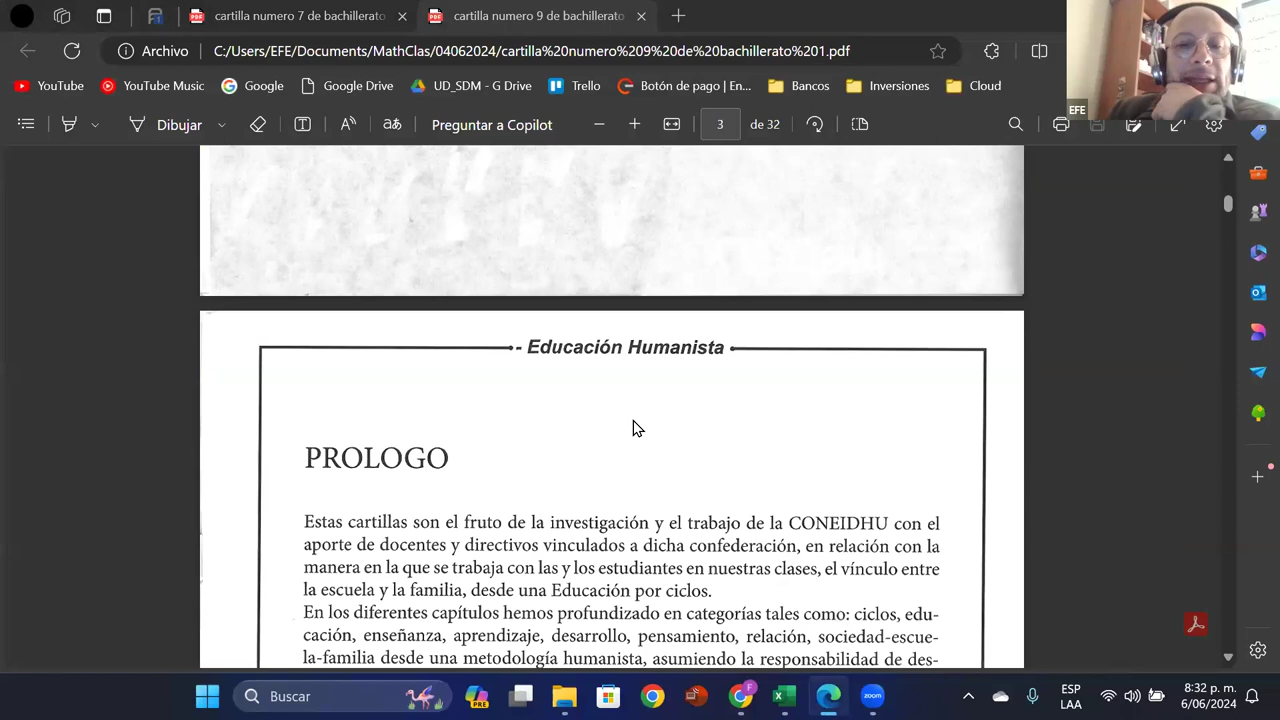 cartilla numero 7 de bachillerato
cartilla numero 9 de bachillerato
Archivo
C:/Users/EFE/Documents/MathClas/04062024/cartilla%20numero%209%20de%20bachillerato%201.pdf
YouTube
YouTube Music
Google
Google Drive
UD_SDM - G Drive
Trello
Botón de pago | En...
Bancos
Inversiones
Cloud
EFE
Dibujar
Preguntar a Copilot
3
de 32
- Educación Humanista
PROLOGO
Estas cartillas son el fruto de la investigación y el trabajo de la CONEIDHU con el
aporte de docentes y directivos vinculados a dicha confederación, en relación con la
manera en la que se trabaja con las y los estudiantes en nuestras clases, el vínculo entre
la escuela y la familia, desde una Educación por ciclos.
En los diferentes capítulos hemos profundizado en categorías tales como: ciclos, edu-
cación, enseñanza, aprendizaje, desarrollo, pensamiento, relación, sociedad-escue-
la-familia desde una metodología humanista, asumiendo la responsabilidad de des-
Buscar
PRE
zoom
ESP
LAA
8:32 p. m.
6/06/2024